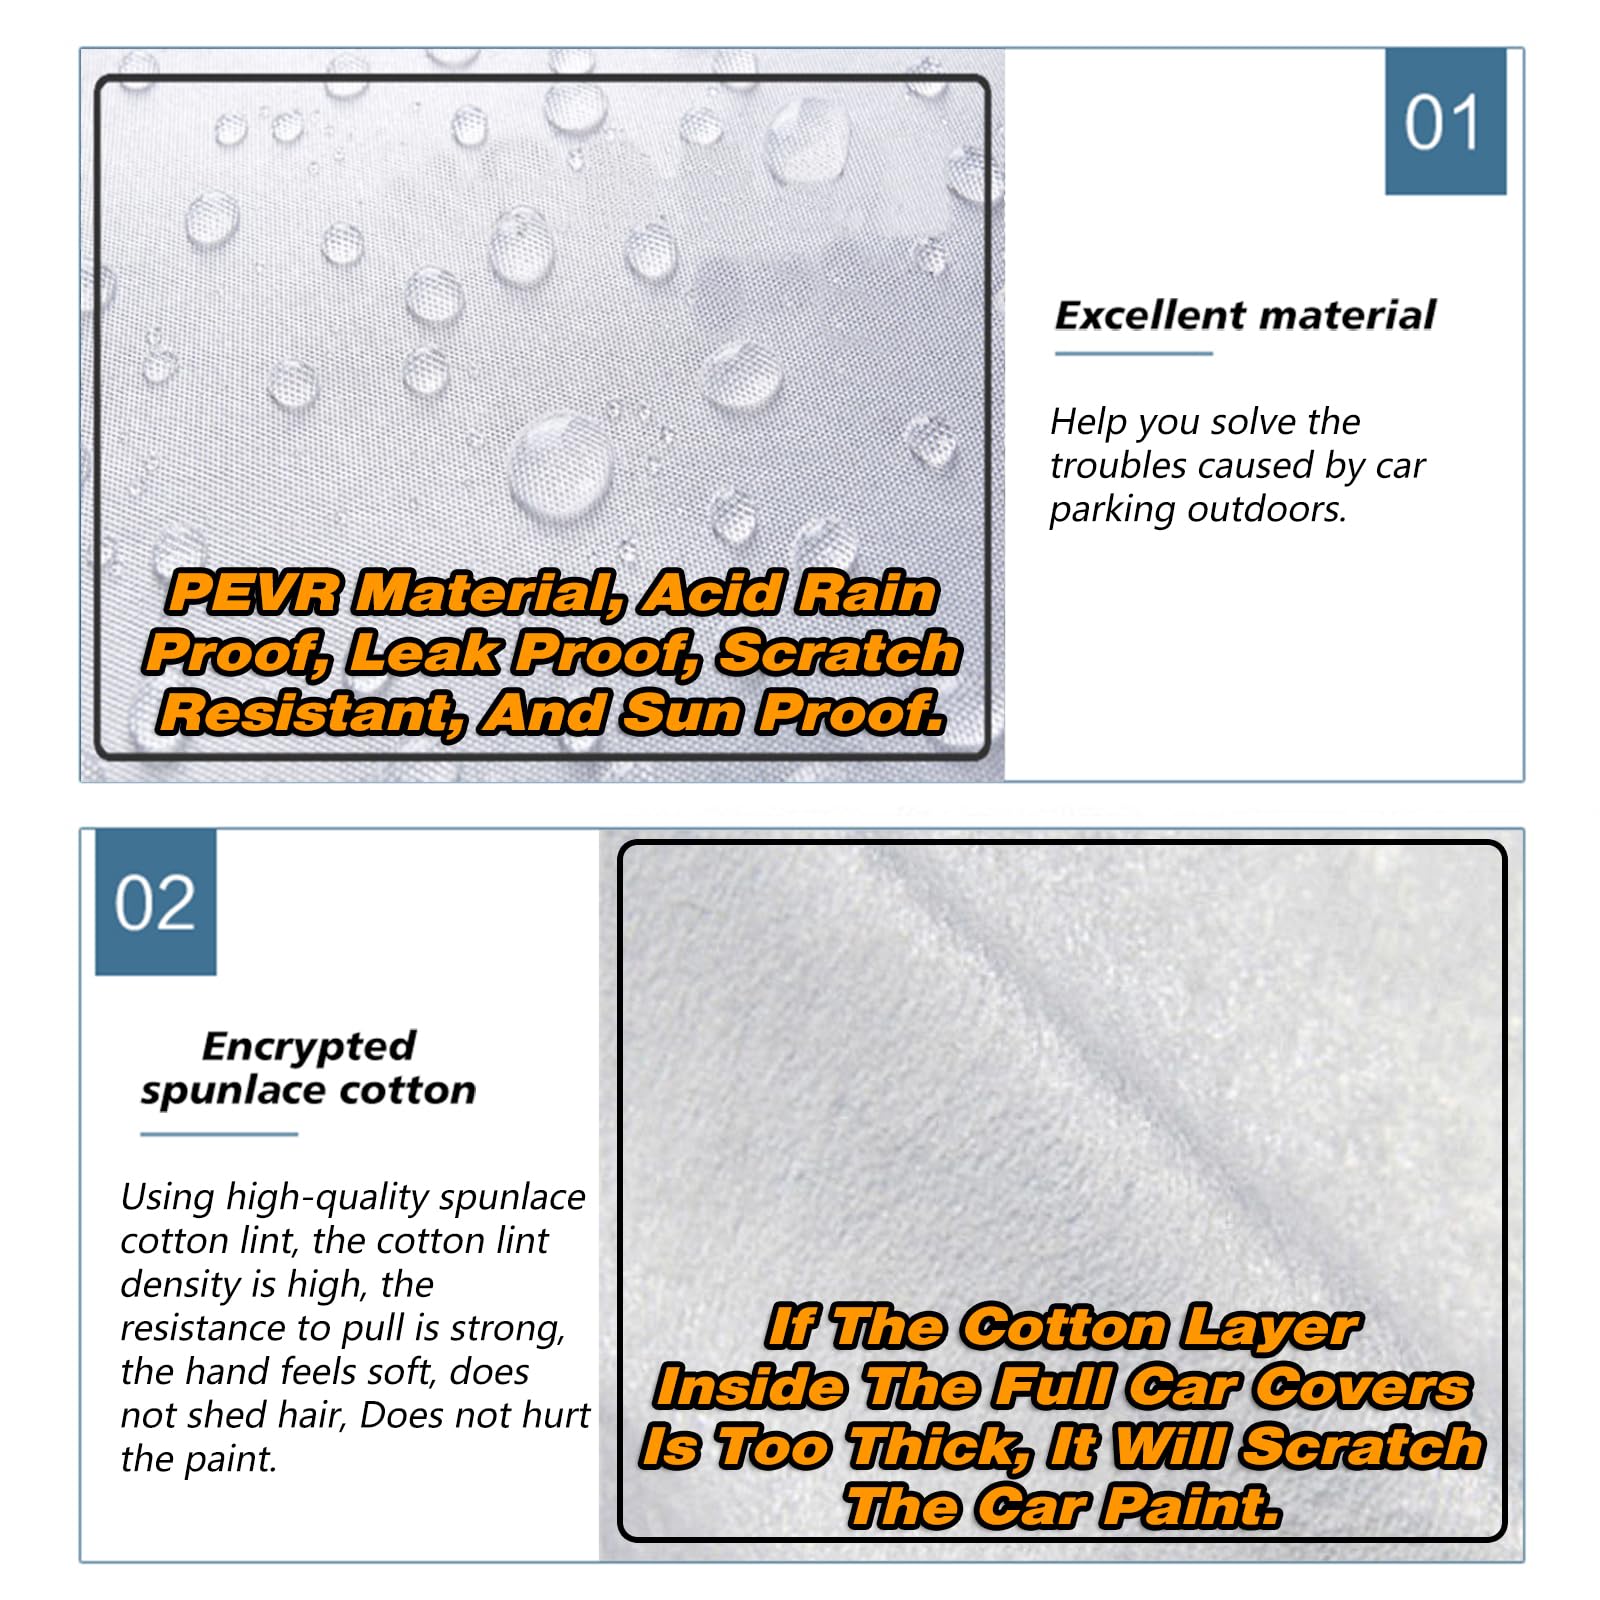 01
Excellent material
Help you solve the
troubles caused by car
parking outdoors.
PEVR Material, Acid Rain
Proof, Leak Proof, Scratch
Resistant, And Sun Proof.
02
Encrypted
spunlace cotton
Using high-quality spunlace
cotton lint, the cotton lint
density is high, the
resistance to pull is strong,
the hand feels soft, does
not shed hair, Does not hurt
the paint.
If The Cotton Layer
Inside The Full Car Covers
Is Too Thick, It Will Scratch
The Car Paint.